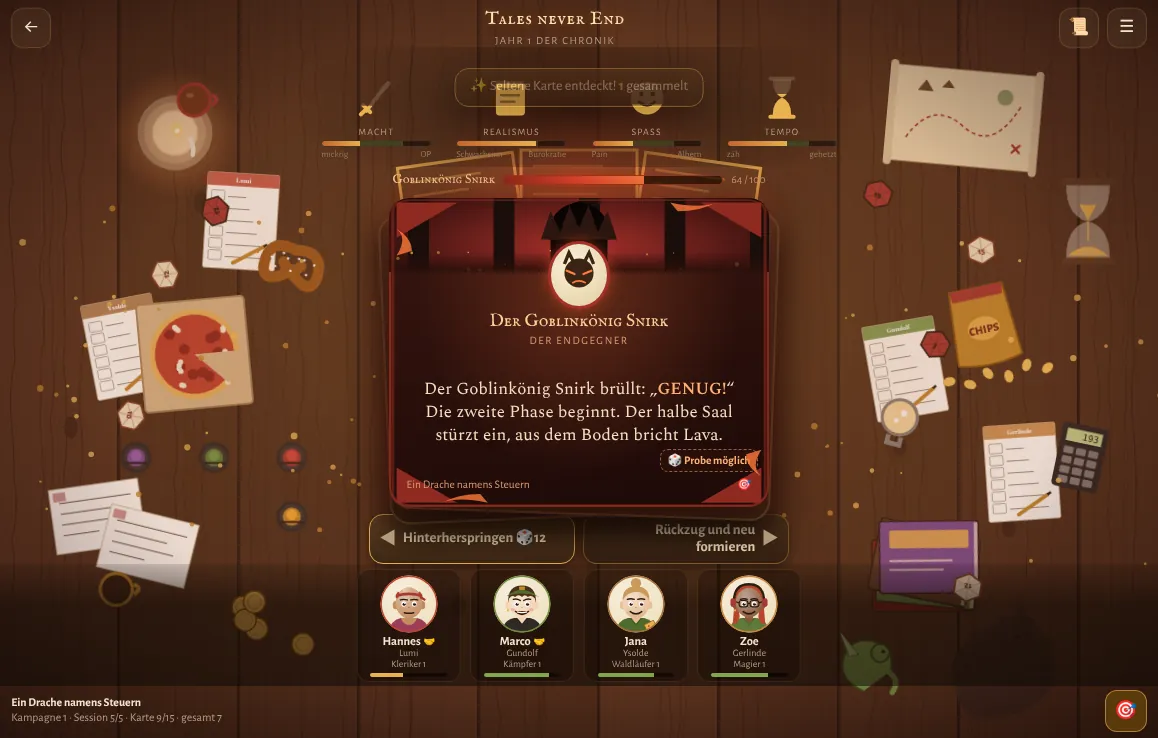 Tales never End
JAHR 1 DER CHRONIK
✨ Seltene Karte entdeckt! 1 gesammelt
MACHT
REALISMUS
SPASS
TEMPO
mickrig
OP
Bürokratie
Pain
Albern
zäh
gehetzt
Goblinkönig Snirk
64 / 100
Der Goblinkönig Snirk
DER ENDGEGNER
Der Goblinkönig Snirk brüllt: „GENUG!“
Die zweite Phase beginnt. Der halbe Saal
stürzt ein, aus dem Boden bricht Lava.
🎲 Probe möglich
Ein Drache namens Steuern
Hinterherspringen 🎲12
Rückzug und neu
formieren
Hannes 🤝
Lumi
Kleriker 1
Marco 🤝
Gundolf
Kämpfer 1
Jana
Ysolde
Waldläufer 1
Zoe
Gerlinde
Magier 1
Lumi
Ysolde
Gundolf
Gerlinde
CHIPS
193
Ein Drache namens Steuern
Kampagne 1 · Session 5/5 · Karte 9/15 · gesamt 7